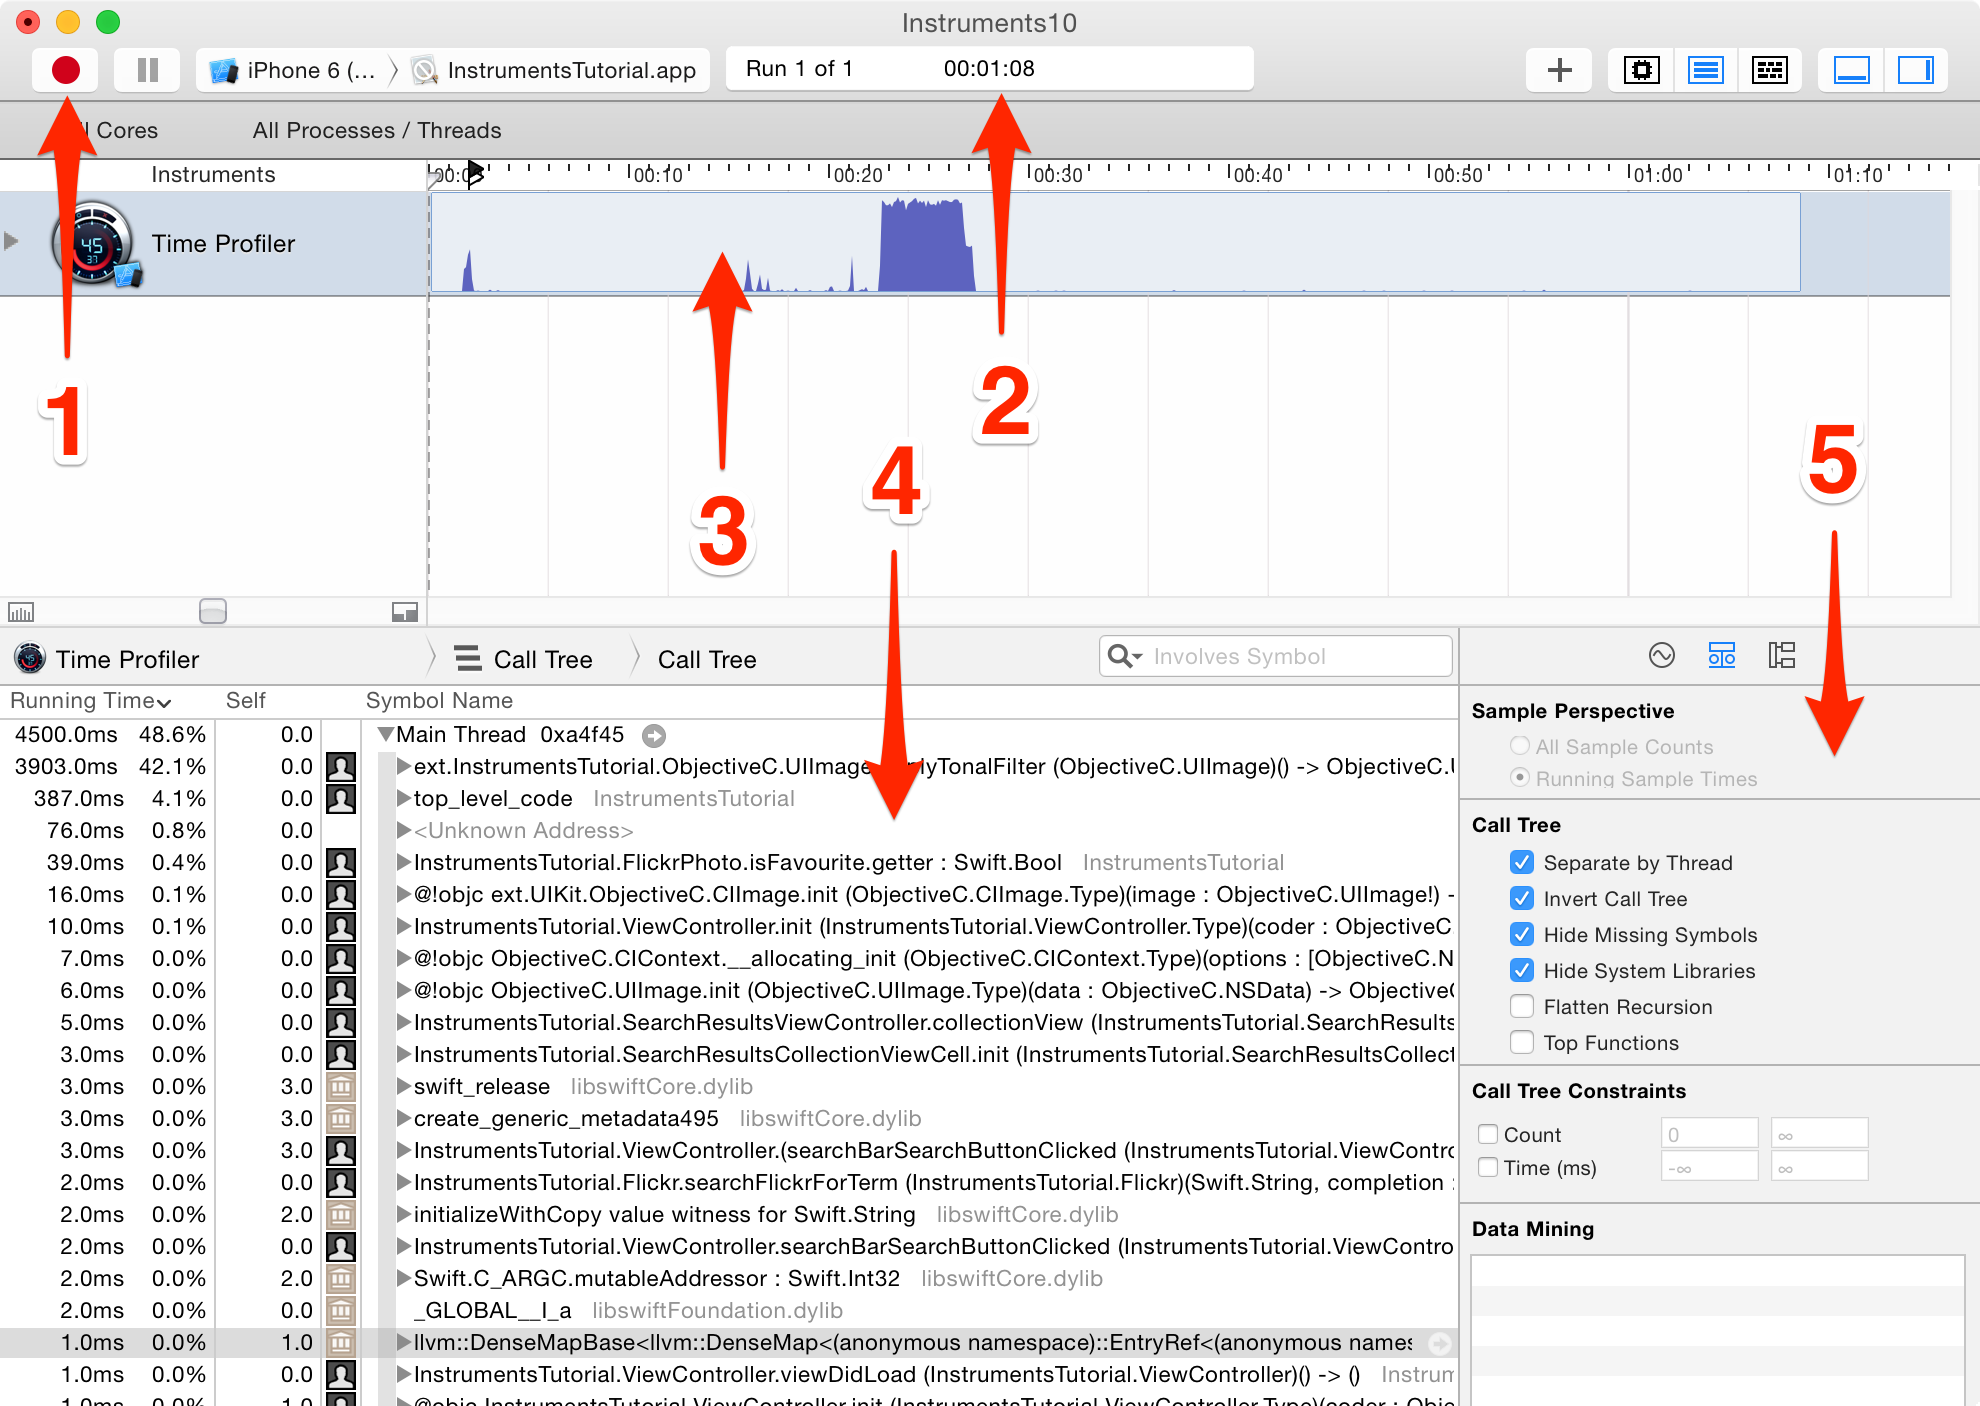 Instruments10
iPhone 6 (... InstrumentsTutorial.app Run 1 of 1 00:01:08
Cores All Processes / Threads
Instruments 00:10 00:20 00:30 00:40 00:50 01:00 01:10
45
37
Time Profiler
1
2
3
4
5
Time Profiler Call Tree Call Tree Involves Symbol
Running Time Self Symbol Name
4500.0ms 48.6% 0.0 Main Thread 0xa4f45
3903.0ms 42.1% 0.0 ext.InstrumentsTutorial.ObjectiveC.UIImage lyTonalFilter (ObjectiveC.UIImage)() -> ObjectiveC.
387.0ms 4.1% 0.0 top_level_code InstrumentsTutorial
76.0ms 0.8% 0.0 <Unknown Address>
39.0ms 0.4% 0.0 InstrumentsTutorial.FlickrPhoto.isFavourite.getter : Swift.Bool InstrumentsTutorial
16.0ms 0.1% 0.0 @!objc ext.UIKit.ObjectiveC.CIImage.init (ObjectiveC.CIImage.Type)(image : ObjectiveC.UIImage!) -
10.0ms 0.1% 0.0 InstrumentsTutorial.ViewController.init (InstrumentsTutorial.ViewController.Type)(coder : ObjectiveC
7.0ms 0.0% 0.0 @!objc ObjectiveC.CIContext.__allocating_init (ObjectiveC.CIContext.Type)(options : [ObjectiveC.N
6.0ms 0.0% 0.0 @!objc ObjectiveC.UIImage.init (ObjectiveC.UIImage.Type)(data : ObjectiveC.NSData) -> Objective
5.0ms 0.0% 0.0 InstrumentsTutorial.SearchResultsViewController.collectionView (InstrumentsTutorial.SearchResults
3.0ms 0.0% 0.0 InstrumentsTutorial.SearchResultsCollectionViewCell.init (InstrumentsTutorial.SearchResultsCollect
3.0ms 0.0% 3.0 swift_release libswiftCore.dylib
3.0ms 0.0% 3.0 create_generic_metadata495 libswiftCore.dylib
3.0ms 0.0% 3.0 InstrumentsTutorial.ViewController.(searchBarSearchButtonClicked (InstrumentsTutorial.ViewContro
2.0ms 0.0% 0.0 InstrumentsTutorial.Flickr.searchFlickrForTerm (InstrumentsTutorial.Flickr)(Swift.String, completion :
2.0ms 0.0% 2.0 initializeWithCopy value witness for Swift.String libswiftCore.dylib
2.0ms 0.0% 0.0 InstrumentsTutorial.ViewController.searchBarSearchButtonClicked (InstrumentsTutorial.ViewContro
2.0ms 0.0% 2.0 Swift.C_ARGC.mutableAddressor : Swift.Int32 libswiftCore.dylib
2.0ms 0.0% 0.0 _GLOBAL__I_a libswiftFoundation.dylib
1.0ms 0.0% 1.0 llvm::DenseMapBase<llvm::DenseMap<(anonymous namespace)::EntryRef<(anonymous names
1.0ms 0.0% 0.0 InstrumentsTutorial.ViewController.viewDidLoad (InstrumentsTutorial.ViewController)() -> () Instrum
1.0ms 0.0% 1.0 @objc InstrumentsTutorial.ViewController.init (InstrumentsTutorial.ViewController.Type)(coder : Obje
Sample Perspective
All Sample Counts
Running Sample Times
Call Tree
Separate by Thread
Invert Call Tree
Hide Missing Symbols
Hide System Libraries
Flatten Recursion
Top Functions
Call Tree Constraints
Count 0 ∞
Time (ms) -∞ ∞
Data Mining